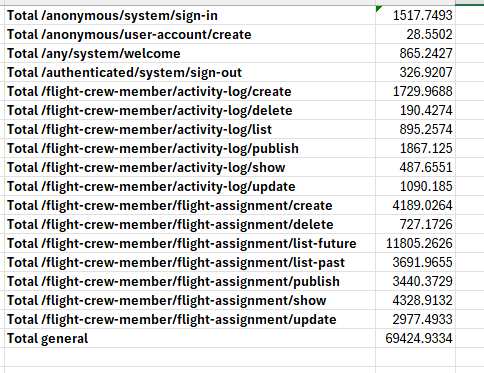 Total /anonymous/system/sign-in 1517.7493
Total /anonymous/user-account/create 28.5502
Total /any/system/welcome 865.2427
Total /authenticated/system/sign-out 326.9207
Total /flight-crew-member/activity-log/create 1729.9688
Total /flight-crew-member/activity-log/delete 190.4274
Total /flight-crew-member/activity-log/list 895.2574
Total /flight-crew-member/activity-log/publish 1867.125
Total /flight-crew-member/activity-log/show 487.6551
Total /flight-crew-member/activity-log/update 1090.185
Total /flight-crew-member/flight-assignment/create 4189.0264
Total /flight-crew-member/flight-assignment/delete 727.1726
Total /flight-crew-member/flight-assignment/list-future 11805.2626
Total /flight-crew-member/flight-assignment/list-past 3691.9655
Total /flight-crew-member/flight-assignment/publish 3440.3729
Total /flight-crew-member/flight-assignment/show 4328.9132
Total /flight-crew-member/flight-assignment/update 2977.4933
Total general 69424.9334